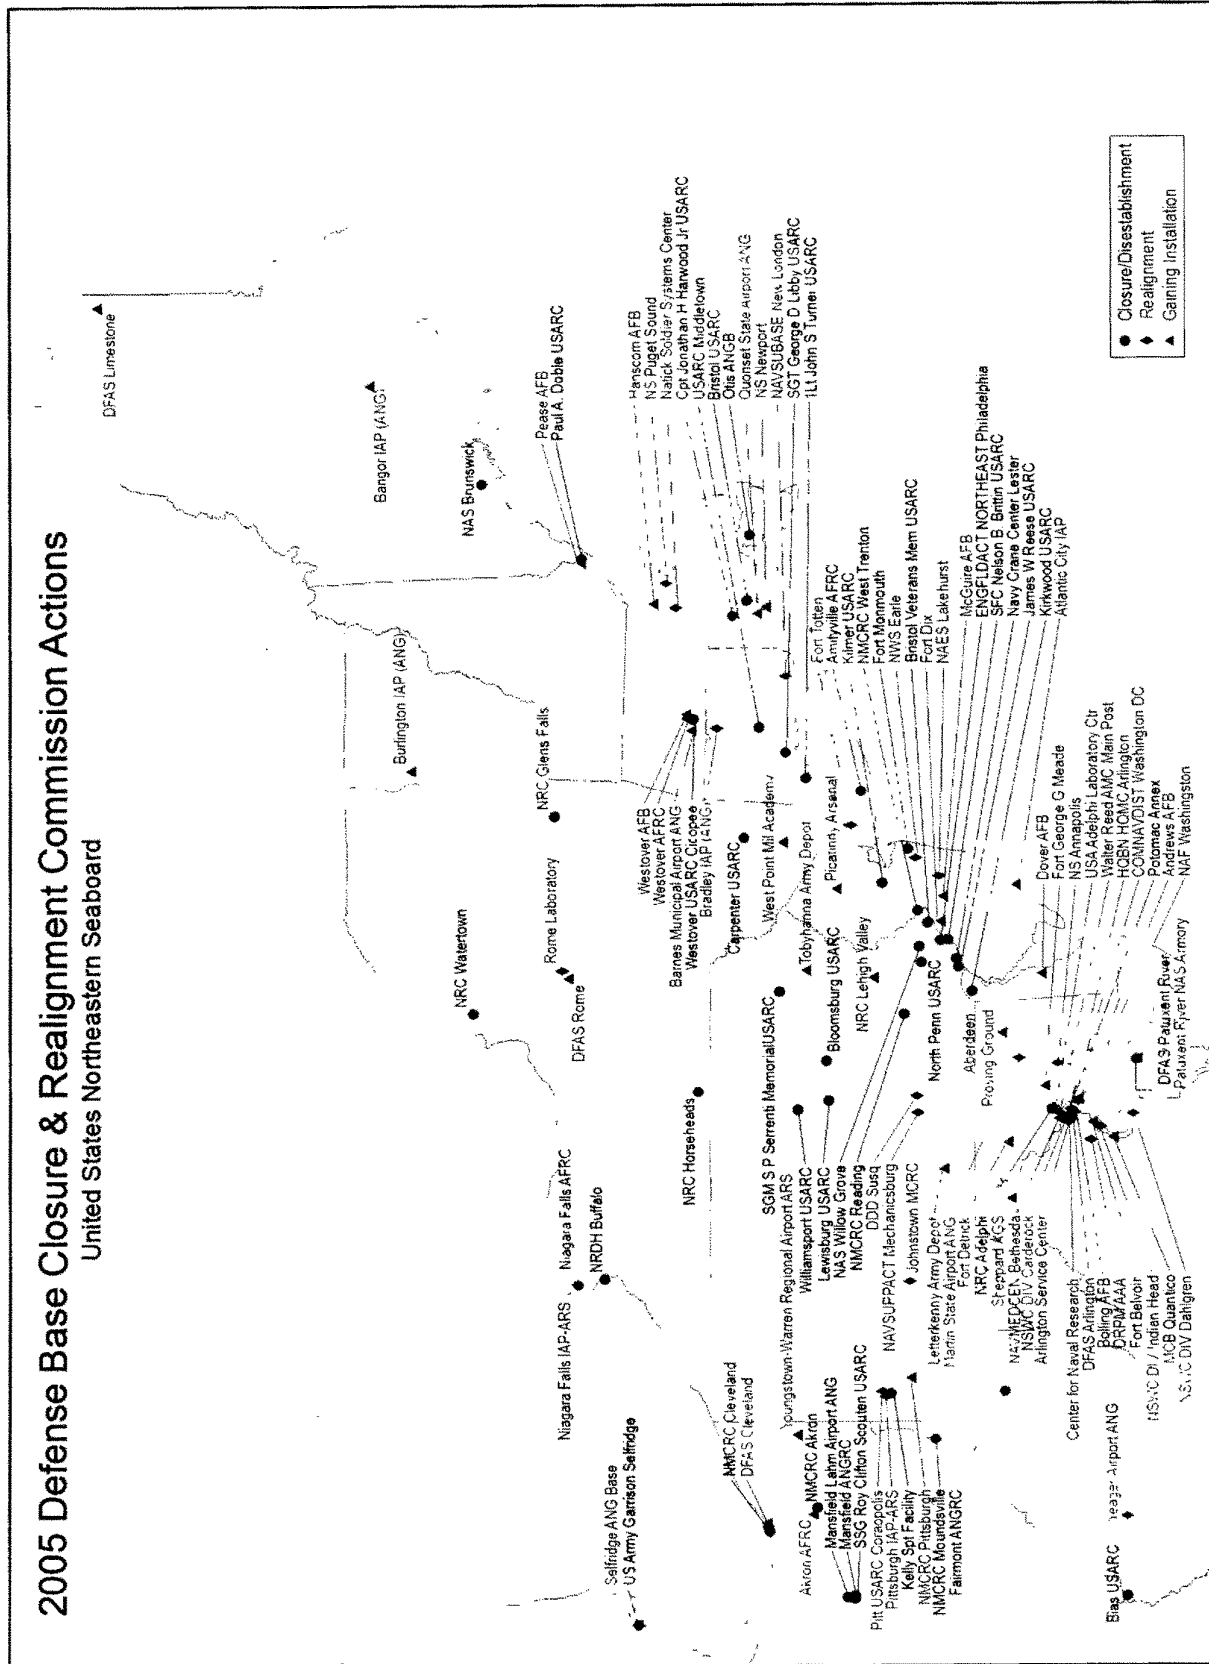 2005 Defense Base Closure & Realignment Commission Actions
United States Northeastern Seaboard
DFAS Limestone
Bangor IAP (ANG)
NAS Brunswick
Burlington IAP (ANG)
Pease AFB
Paul A. Doble USARC
NRC Glens Falls
NRC Watertown
Rome Laboratory
DFAS Rome
Niagara Falls IAP-ARS
Niagara Falls AFRC
NRDH Buffalo
Selfridge ANG Base
US Army Garrison Selfridge
Hanscom AFB
NS Puget Sound
Natick Soldier Systems Center
Cpt Jonathan H Harwood Jr USARC
USARC Middletown
Bristol USARC
Otis ANGB
Quonset State Airport ANG
NS Newport
NAVSUBASE New London
SGT George D Libby USARC
1Lt John S Turner USARC
Westover AFB
Westover AFRC
Barnes Municipal Airport ANG
Westover USARC Cicopee
Bradley IAP (ANG)
NRC Horseheads
Carpenter USARC
West Point Mil Academy
SGM S P Serrenti Memorial USARC
Tobyhanna Army Depot
Picatinny Arsenal
Bloomsburg USARC
NRC Lehigh Valley
North Penn USARC
Aberdeen
Proving Ground
Fort Totten
Amityville AFRC
Kilmer USARC
NMCRC West Trenton
Fort Monmouth
NWS Earle
Bristol Veterans Mem USARC
Fort Dix
NAES Lakehurst
McGuire AFB
ENGFLDACT NORTHEAST Philadelphia
SFC Nelson B. Brittin USARC
Navy Crane Center Lester
James W Reese USARC
Kirkwood USARC
Atlantic City IAP
NMCRC Cleveland
DFAS Cleveland
Youngstown-Warren Regional Airport ARS
Williamsport USARC
Lewisburg USARC
NAS Willow Grove
NMCRC Reading
DDD Susq
NAVSUPPACT Mechanicsburg
Johnstown MCRC
Letterkenny Army Depot
Martin State Airport ANG
Fort Detrick
NRC Adelphi
Sheppard AGS
NAVMEDCEN Bethesda
NSWC DIV Carderock
Arlington Service Center
Akron AFRC
NMCRC Akron
Mansfield Lahm Airport ANG
Mansfield ANGRC
SSG Roy Clifton Scouten USARC
Pitt USARC Coraopolis
Pittsburgh IAP-ARS
Kelly Spt Facility
NMCRC Pittsburgh
NMCRC Moundsville
Fairmont ANGRC
Dover AFB
Fort George G Meade
NS Annapolis
USA Adelphi Laboratory Ctr
Walter Reed AMC Main Post
HQBN HQMC Arlington
COMNAVDIST Washington DC
Potomac Annex
Andrews AFB
NAF Washingston
Center for Naval Research
DFAS Arlington
Bolling AFB
DRPM AAA
Fort Belvoir
NSWC DIV Indian Head
MCB Quantico
NSWC DIV Dahlgren
DFAS Patuxent River
Patuxent River NAS Armory
Bias USARC
Yeager Airport ANG
Closure/Disestablishment
Realignment
Gaining Installation